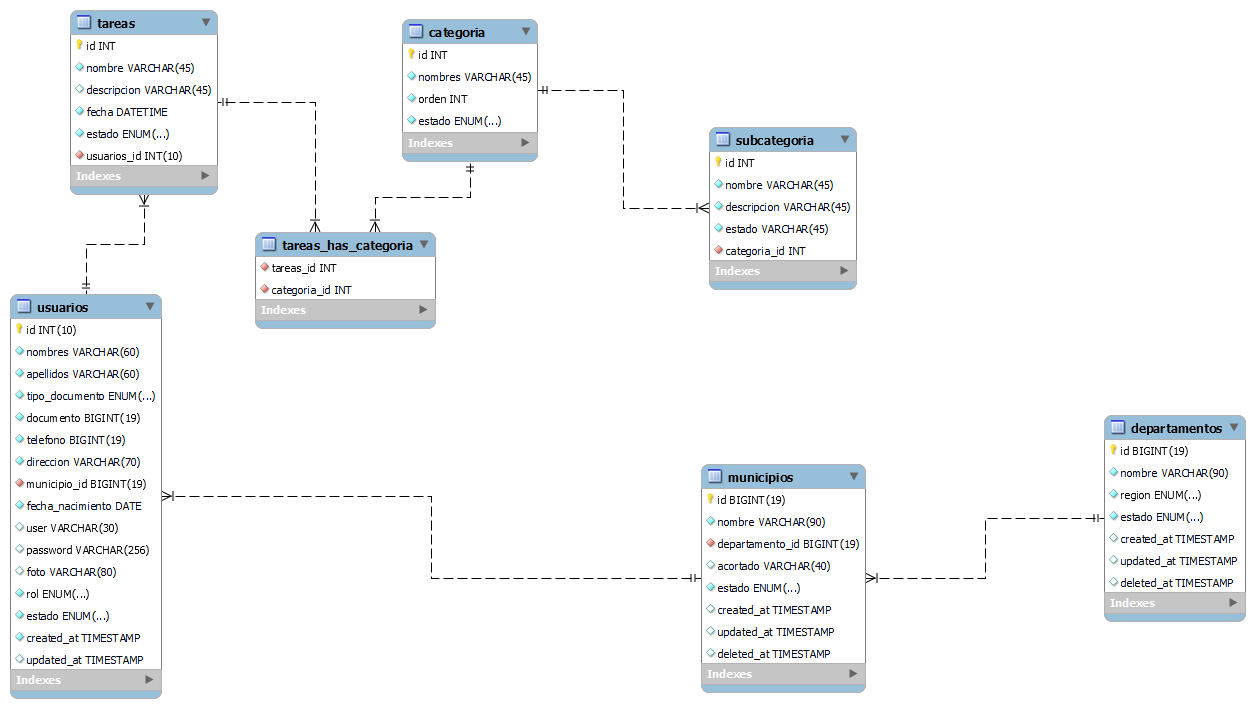 tareas
id INT
nombre VARCHAR(45)
descripcion VARCHAR(45)
fecha DATETIME
estado ENUM(...)
usuarios_id INT(10)
Indexes
categoria
id INT
nombres VARCHAR(45)
orden INT
estado ENUM(...)
Indexes
subcategoria
id INT
nombre VARCHAR(45)
descripcion VARCHAR(45)
estado VARCHAR(45)
categoria_id INT
Indexes
tareas_has_categoria
tareas_id INT
categoria_id INT
Indexes
usuarios
id INT(10)
nombres VARCHAR(60)
apellidos VARCHAR(60)
tipo_documento ENUM(...)
documento BIGINT(19)
telefono BIGINT(19)
direccion VARCHAR(70)
municipio_id BIGINT(19)
fecha_nacimiento DATE
user VARCHAR(30)
password VARCHAR(256)
foto VARCHAR(80)
rol ENUM(...)
estado ENUM(...)
created_at TIMESTAMP
updated_at TIMESTAMP
Indexes
municipios
id BIGINT(19)
nombre VARCHAR(90)
departamento_id BIGINT(19)
acortado VARCHAR(40)
estado ENUM(...)
created_at TIMESTAMP
updated_at TIMESTAMP
deleted_at TIMESTAMP
Indexes
departamentos
id BIGINT(19)
nombre VARCHAR(90)
region ENUM(...)
estado ENUM(...)
created_at TIMESTAMP
updated_at TIMESTAMP
deleted_at TIMESTAMP
Indexes